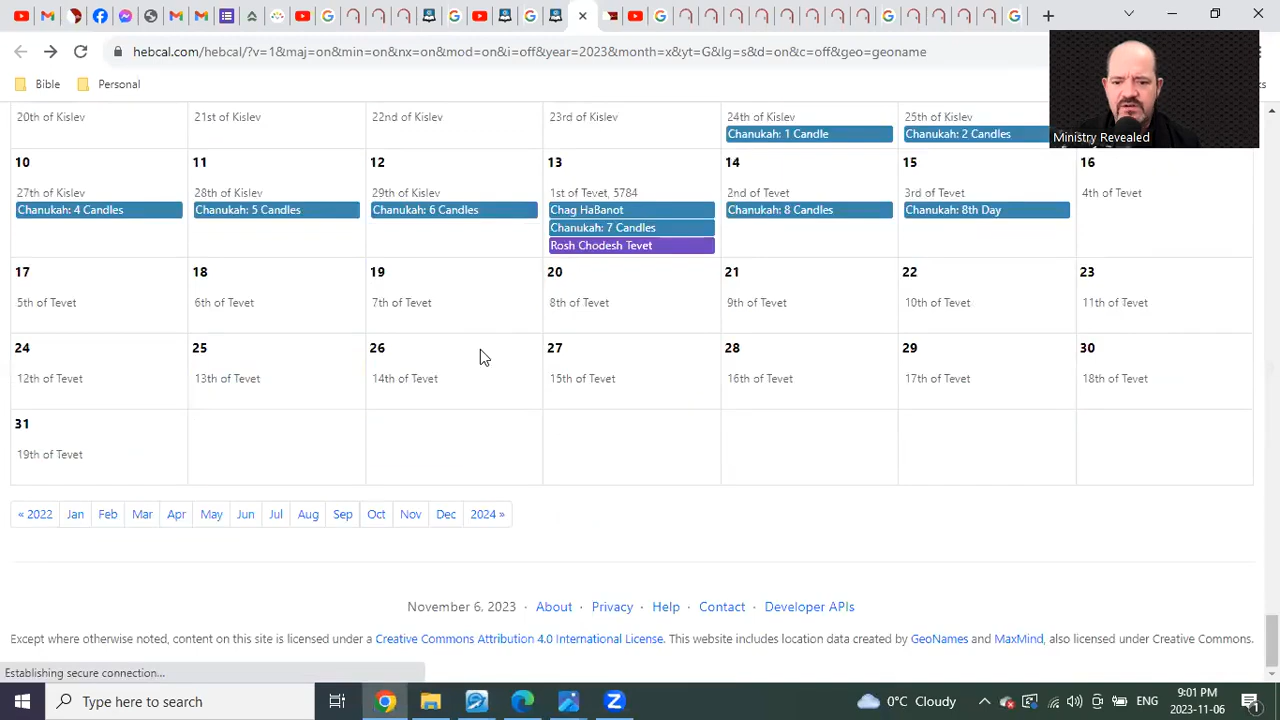 hebcal.com/hebcal/?v=1&maj=on&min=on&nx=on&mod=on&i=off&year=2023&month=x&yt=G&lg=s&d=on&c=off&geo=geoname
Bible Personal
Ministry Revealed
20th of Kislev 21st of Kislev 22nd of Kislev 23rd of Kislev 24th of Kislev 25th of Kislev
Chanukah: 1 Candle Chanukah: 2 Candles
10 11 12 13 14 15 16
27th of Kislev 28th of Kislev 29th of Kislev 1st of Tevet, 5784 2nd of Tevet 3rd of Tevet 4th of Tevet
Chanukah: 4 Candles Chanukah: 5 Candles Chanukah: 6 Candles Chag HaBanot Chanukah: 8 Candles Chanukah: 8th Day
Chanukah: 7 Candles
Rosh Chodesh Tevet
17 18 19 20 21 22 23
5th of Tevet 6th of Tevet 7th of Tevet 8th of Tevet 9th of Tevet 10th of Tevet 11th of Tevet
24 25 26 27 28 29 30
12th of Tevet 13th of Tevet 14th of Tevet 15th of Tevet 16th of Tevet 17th of Tevet 18th of Tevet
31
19th of Tevet
« 2022 Jan Feb Mar Apr May Jun Jul Aug Sep Oct Nov Dec 2024 »
November 6, 2023 · About · Privacy · Help · Contact · Developer APIs
Except where otherwise noted, content on this site is licensed under a Creative Commons Attribution 4.0 International License. This website includes location data created by GeoNames and MaxMind, also licensed under Creative Commons.
Establishing secure connection...
Type here to search
0°C Cloudy
ENG
9:01 PM
2023-11-06